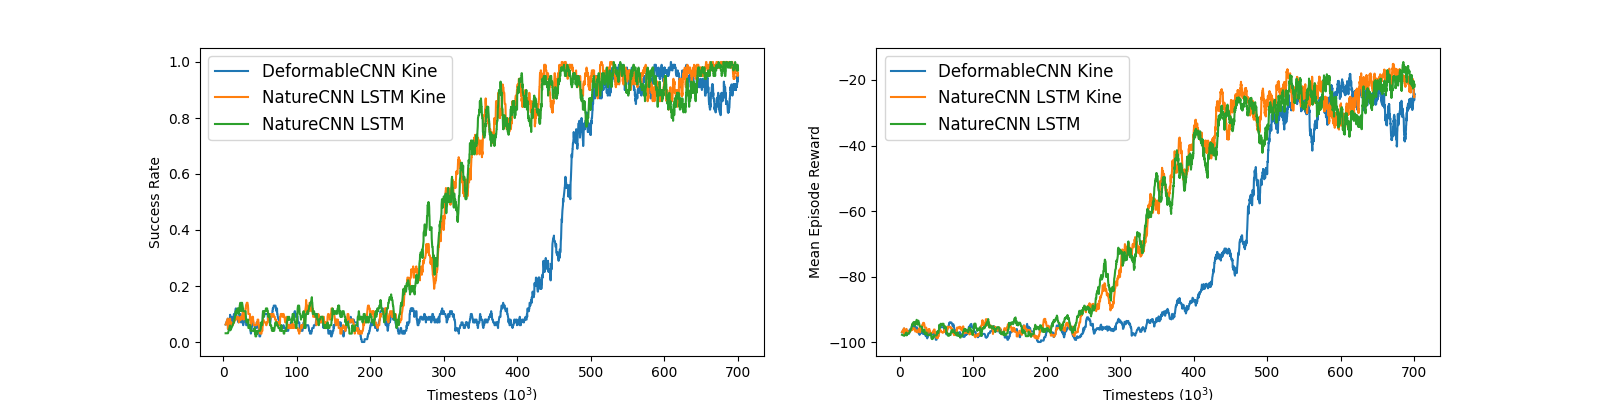 1.0
0.8
0.6
0.4
0.2
0.0
Success Rate
DeformableCNN Kine
NatureCNN LSTM Kine
NatureCNN LSTM
0 100 200 300 400 500 600 700
Timesteps (10³)
−20
−40
−60
−80
−100
Mean Episode Reward
DeformableCNN Kine
NatureCNN LSTM Kine
NatureCNN LSTM
0 100 200 300 400 500 600 700
Timesteps (10³)